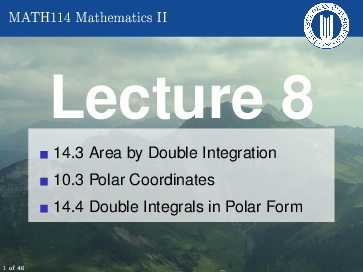 MATH114 Mathematics II
Lecture 8
14.3 Area by Double Integration
10.3 Polar Coordinates
14.4 Double Integrals in Polar Form
1 of 46